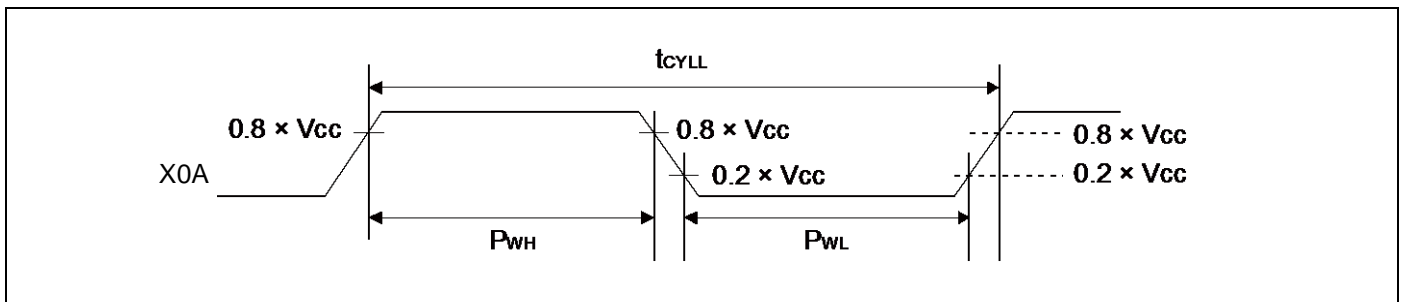 tCYLL
0.8 × Vcc
0.8 × Vcc
0.8 × Vcc
X0A
0.2 × Vcc
0.2 × Vcc
PWH
PWL